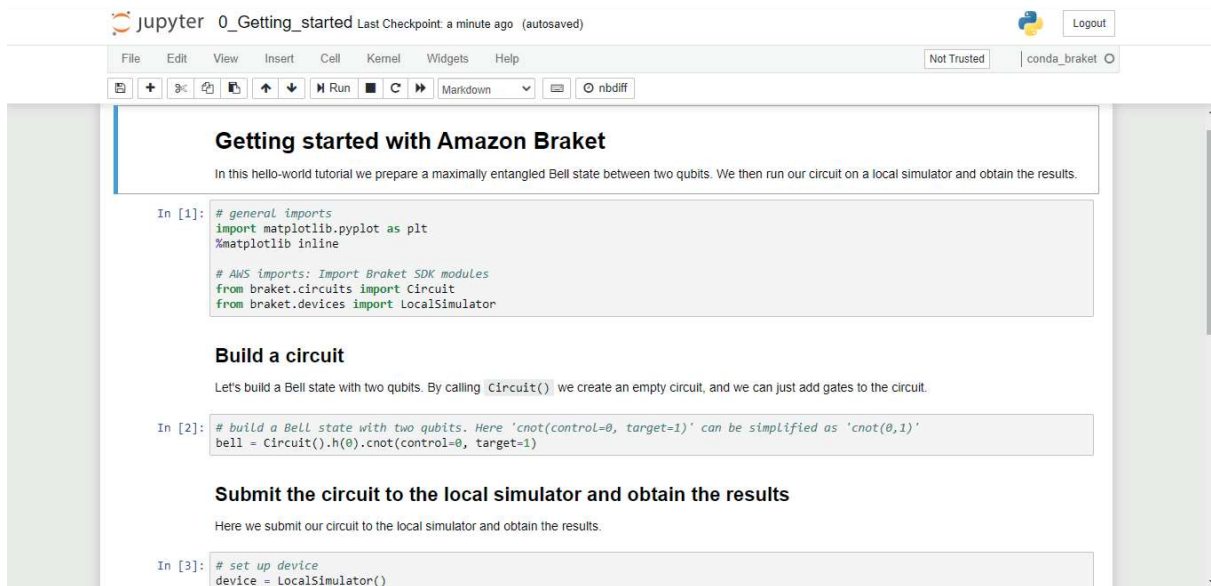 jupyter 0_Getting_started Last Checkpoint: a minute ago (autosaved)
Logout
File Edit View Insert Cell Kernel Widgets Help
Not Trusted
conda_braket
Run
Markdown
nbdiff
Getting started with Amazon Braket
In this hello-world tutorial we prepare a maximally entangled Bell state between two qubits. We then run our circuit on a local simulator and obtain the results.
In [1]: # general imports
import matplotlib.pyplot as plt
%matplotlib inline
# AWS imports: Import Braket SDK modules
from braket.circuits import Circuit
from braket.devices import LocalSimulator
Build a circuit
Let's build a Bell state with two qubits. By calling Circuit() we create an empty circuit, and we can just add gates to the circuit.
In [2]: # build a Bell state with two qubits. Here 'cnot(control=0, target=1)' can be simplified as 'cnot(0,1)'
bell = Circuit().h(0).cnot(control=0, target=1)
Submit the circuit to the local simulator and obtain the results
Here we submit our circuit to the local simulator and obtain the results.
In [3]: # set up device
device = LocalSimulator()